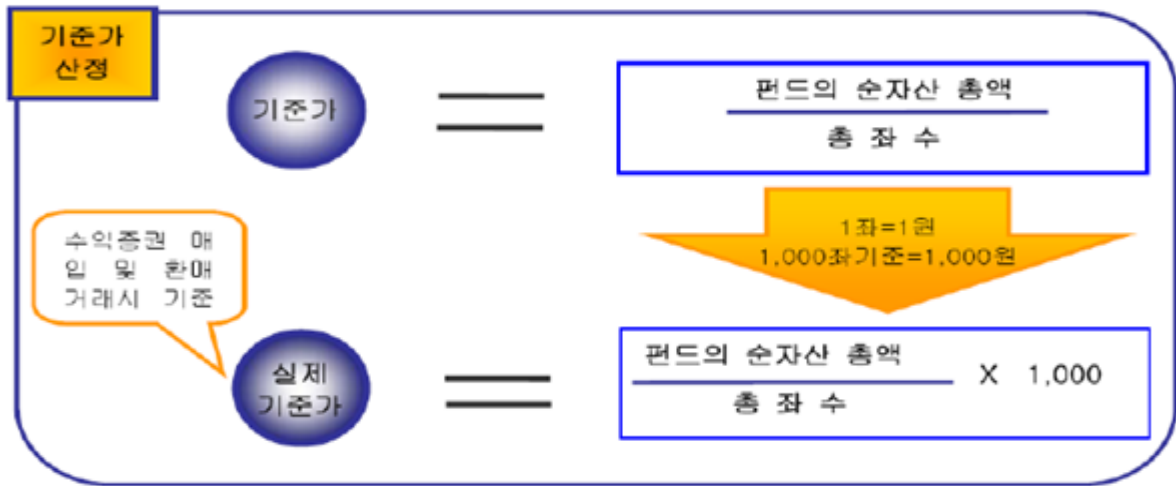 기준가
산정
기준가
펀드의 순자산 총액
총 좌 수
1좌=1원
1,000좌기준=1,000원
수익증권 매
입 및 환매
거래시 기준
실제
기준가
펀드의 순자산 총액
X 1,000
총 좌 수